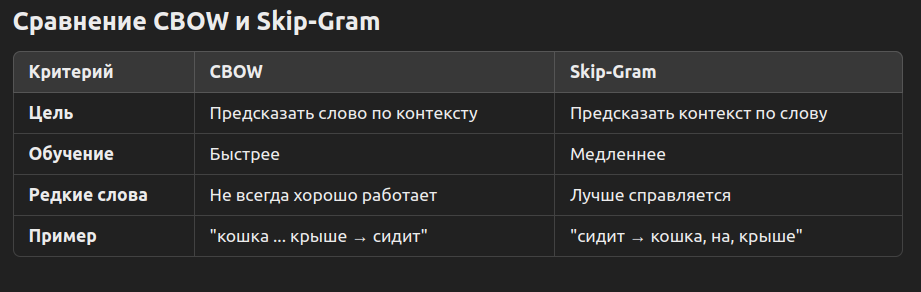 Сравнение CBOW и Skip-Gram
Критерий CBOW Skip-Gram
Цель Предсказать слово по контексту Предсказать контекст по слову
Обучение Быстрее Медленнее
Редкие слова Не всегда хорошо работает Лучше справляется
Пример "кошка ... крыше → сидит" "сидит → кошка, на, крыше"